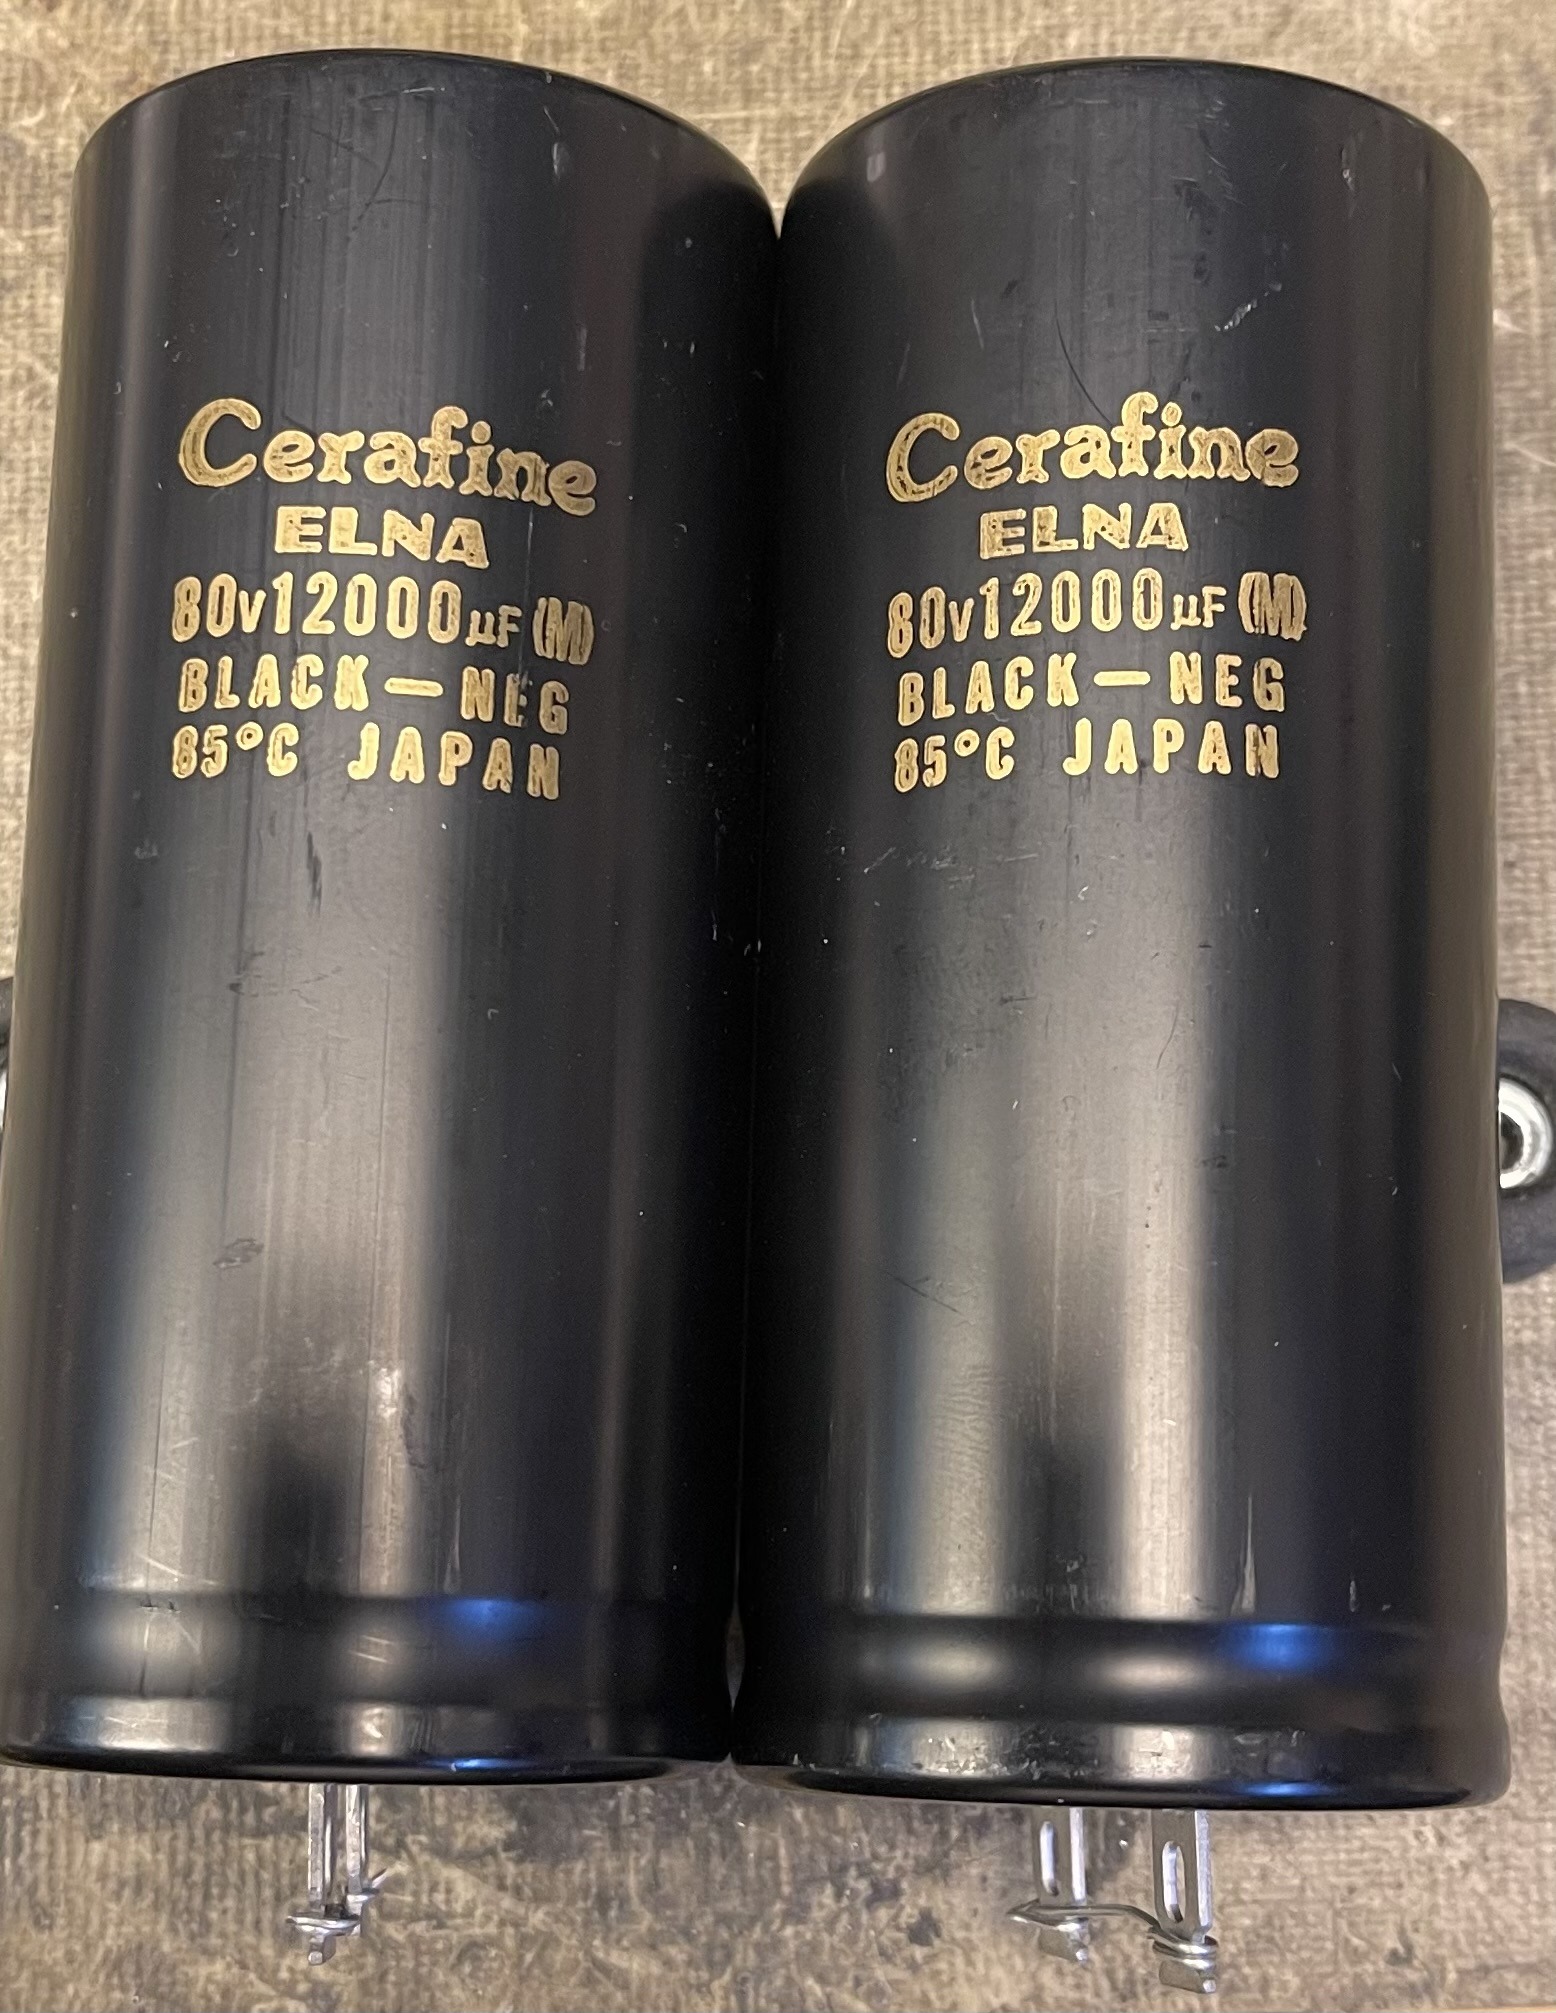 Cerafine
ELNA
80v12000µF(M)
BLACK—NEG
85°C JAPAN
Cerafine
ELNA
80v12000µF(M)
BLACK—NEG
85°C JAPAN